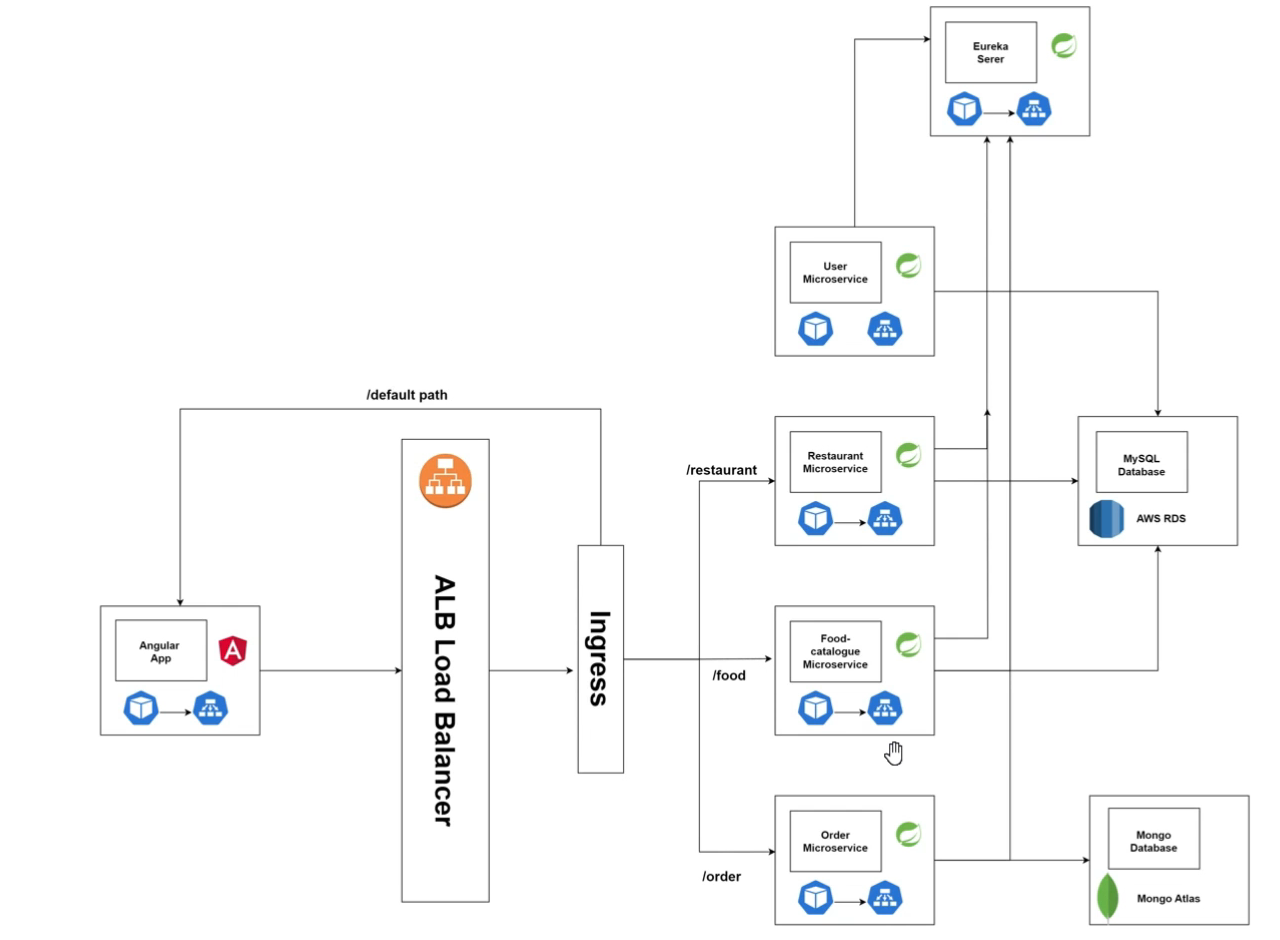 Eureka
Serer
User
Microservice
/default path
/restaurant
Restaurant
Microservice
MySQL
Database
AWS RDS
Angular
App
ALB Load Balancer
Ingress
/food
Food-
catalogue
Microservice
/order
Order
Microservice
Mongo
Database
Mongo Atlas